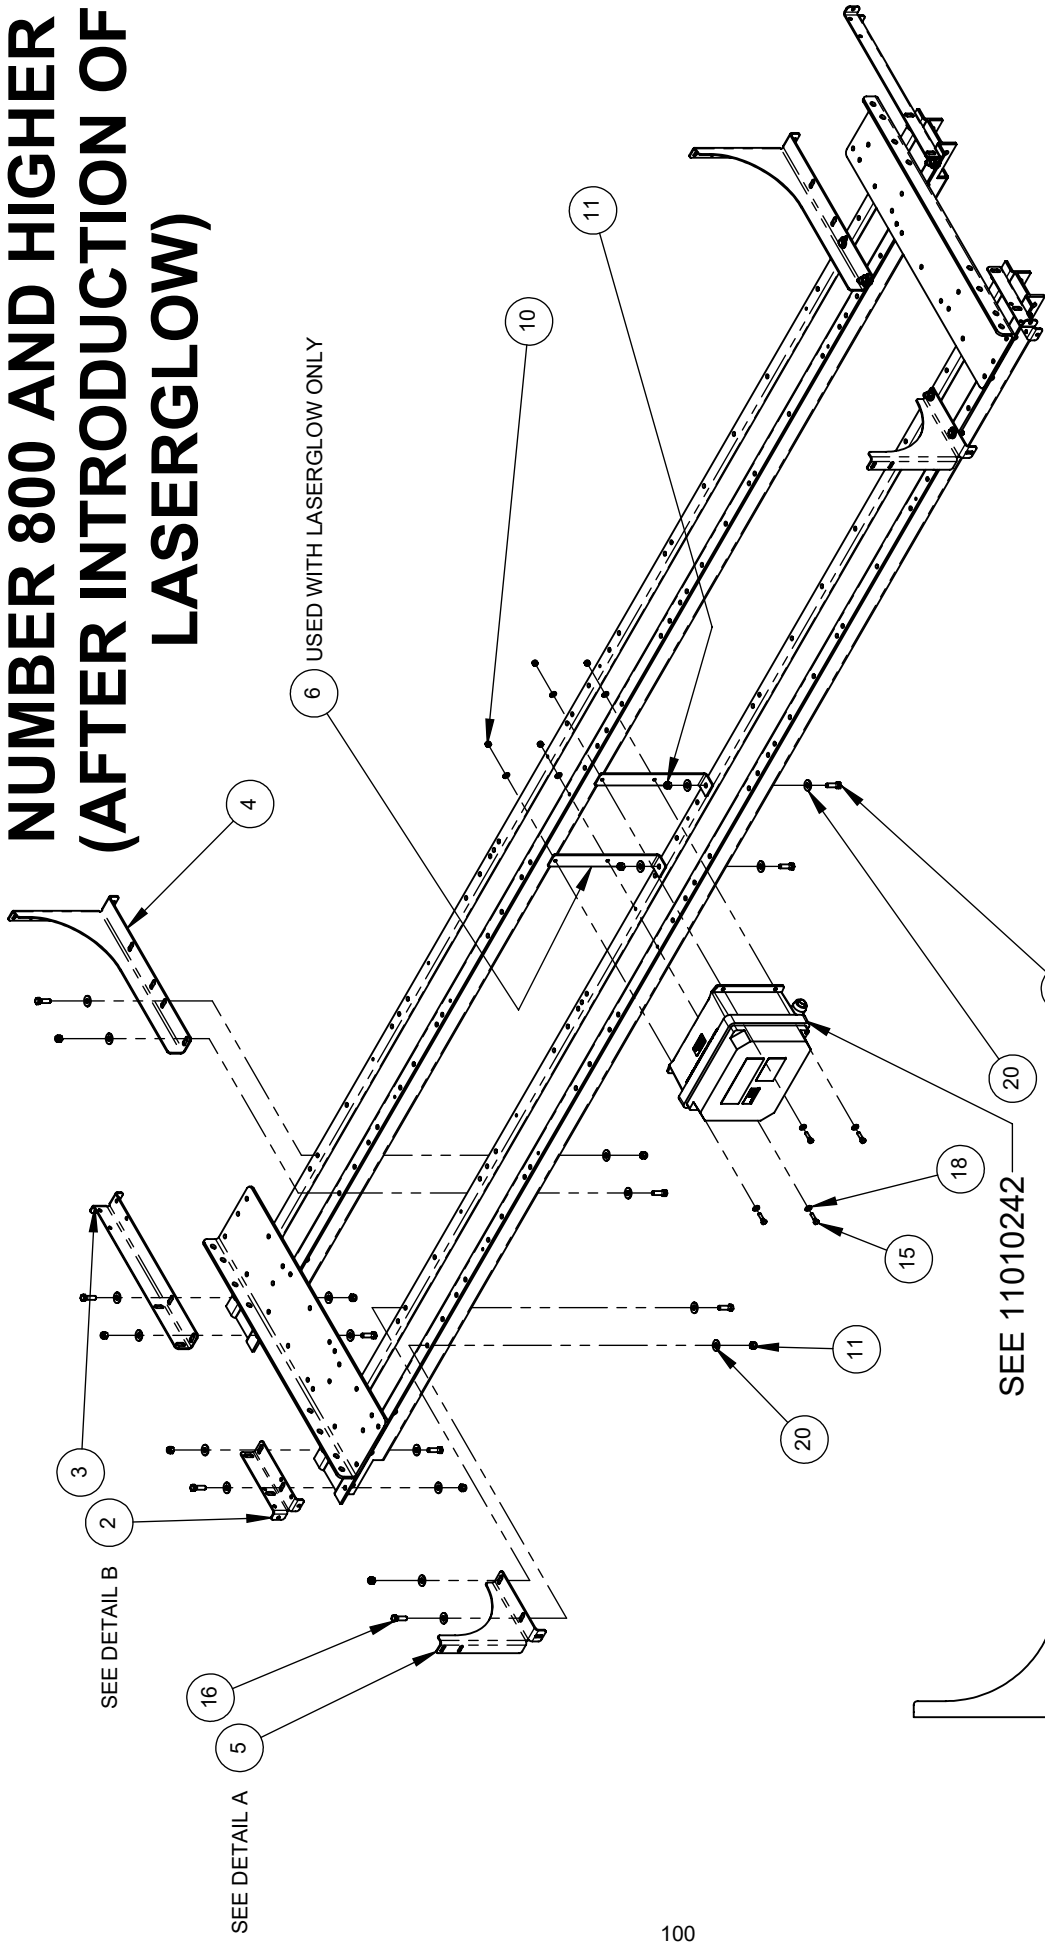 NUMBER 800 AND HIGHER
(AFTER INTRODUCTION OF
LASERGLOW)
4
6 USED WITH LASERGLOW ONLY
10
11
3
2
SEE DETAIL B
16
5
SEE DETAIL A
20
11
15
18
SEE 11010242
20
100